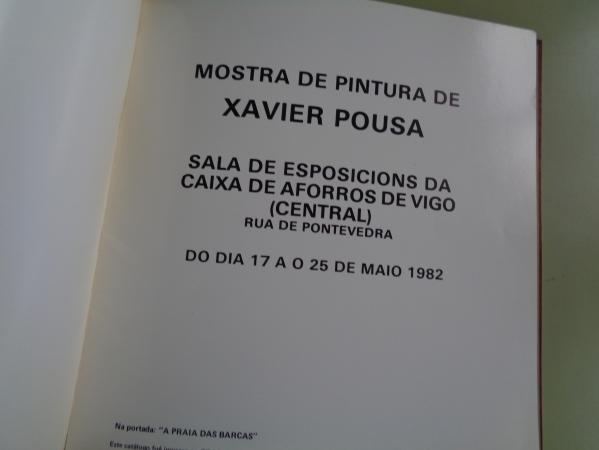 MOSTRA DE PINTURA DE
XAVIER POUSA
SALA DE ESPOSICIONS DA
CAIXA DE AFORROS DE VIGO
(CENTRAL)
RUA DE PONTEVEDRA
DO DIA 17 A O 25 DE MAIO 1982
Na portada: "A PRAIA DAS BARCAS"
Este catálogo fué